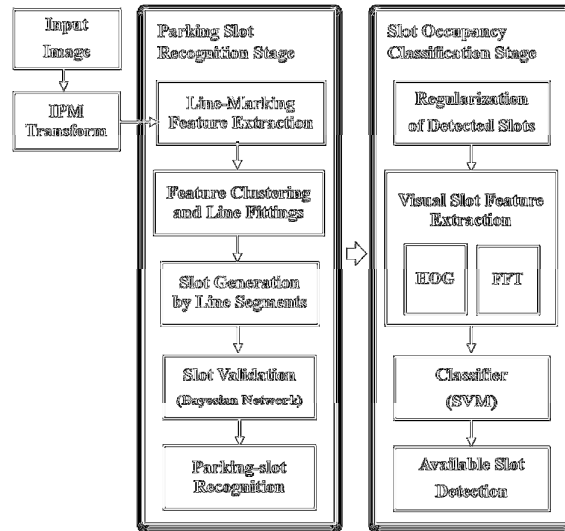 Input
Image
IPM
Transform
Parking Slot
Recognition Stage
Line-Marking
Feature Extraction
Feature Clustering
and Line Fittings
Slot Generation
by Line Segments
Slot Validation
(Bayesian Network)
Parking-slot
Recognition
Slot Occupancy
Classification Stage
Regularization
of Detected Slots
Visual Slot Feature
Extraction
HOG
FFT
Classifier
(SVM)
Available Slot
Detection